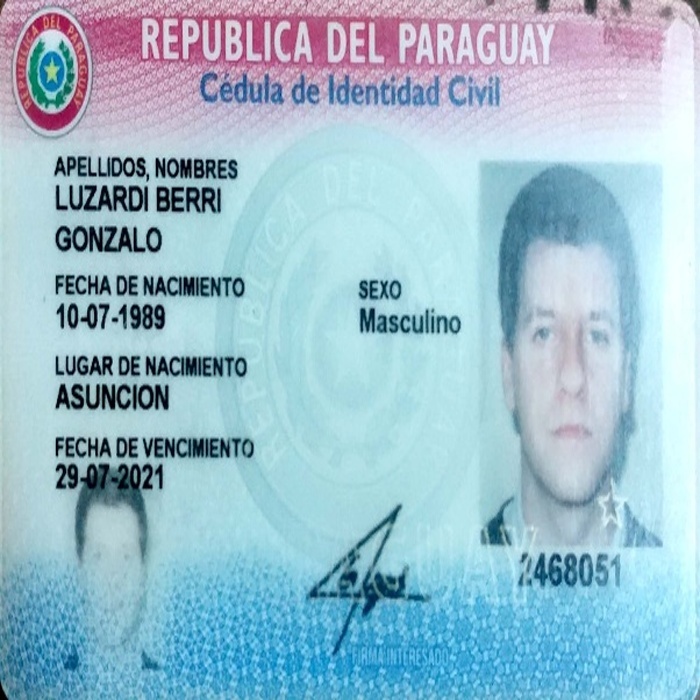 REPUBLICA DEL PARAGUAY
REPUBLICA DEL PARAGUAY
Cédula de Identidad Civil
APELLIDOS, NOMBRES
LUZARDI BERRI
GONZALO
FECHA DE NACIMIENTO
10-07-1989
SEXO
Masculino
LUGAR DE NACIMIENTO
ASUNCION
FECHA DE VENCIMIENTO
29-07-2021
2468051
FIRMA INTERESADO